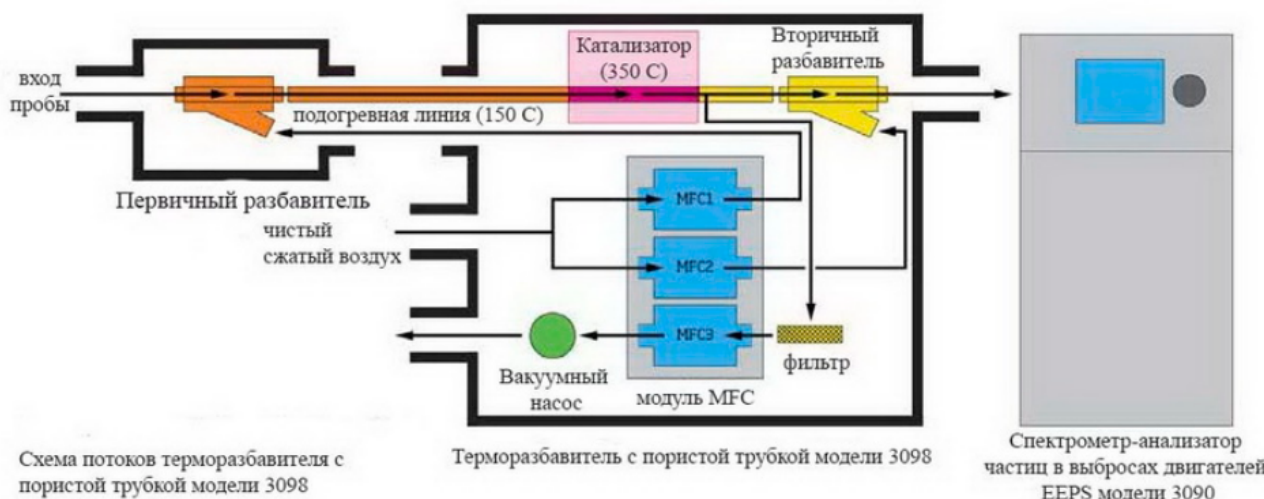 Катализатор
(350 С)
Вторичный
разбавитель
вход
пробы
подогревная линия (150 С)
Первичный разбавитель
чистый
сжатый воздух
MFC1
MFC2
MFC3
фильтр
Вакуумный
насос
модуль MFC
Схема потоков терморазбавителя с
пористой трубкой модели 3098
Терморазбавитель с пористой трубкой модели 3098
Спектрометр-анализатор
частиц в выбросах двигателей
EEPS модели 3090